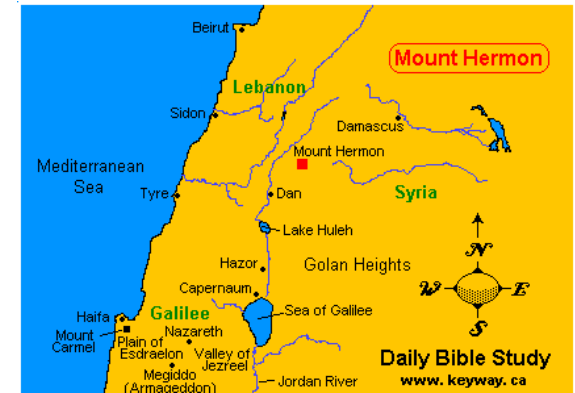 Beirut
Mount Hermon
Lebanon
Sidon
Damascus
Mount Hermon
Mediterranean
Sea
Syria
Tyre
Dan
Lake Huleh
N
Hazor
Golan Heights
Capernaum
W
E
Sea of Galilee
Haifa
Galilee
S
Mount
Carmel
Nazareth
Plain of
Esdraelon
Valley of
Jezreel
Megiddo
(Armageddon)
Jordan River
Daily Bible Study
www.keyway.ca